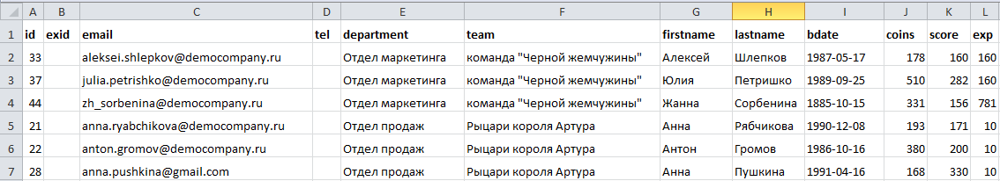 A B C D E F G H I J K L
1 id exid email tel department team firstname lastname bdate coins score exp
2 33 aleksei.shlepkov@democompany.ru Отдел маркетинга команда "Черной жемчужины" Алексей Шлепков 1987-05-17 178 160 160
3 37 julia.petrishko@democompany.ru Отдел маркетинга команда "Черной жемчужины" Юлия Петришко 1989-09-25 510 282 160
4 44 zh_sorbenina@democompany.ru Отдел маркетинга команда "Черной жемчужины" Жанна Сорбенина 1885-10-15 331 156 781
5 21 anna.ryabchikova@democompany.ru Отдел продаж Рыцари короля Артура Анна Рябчикова 1990-12-08 193 171 10
6 22 anton.gromov@democompany.ru Отдел продаж Рыцари короля Артура Антон Громов 1986-10-16 380 200 10
7 28 anna.pushkina@gmail.com Отдел продаж Рыцари короля Артура Анна Пушкина 1991-04-16 168 330 10